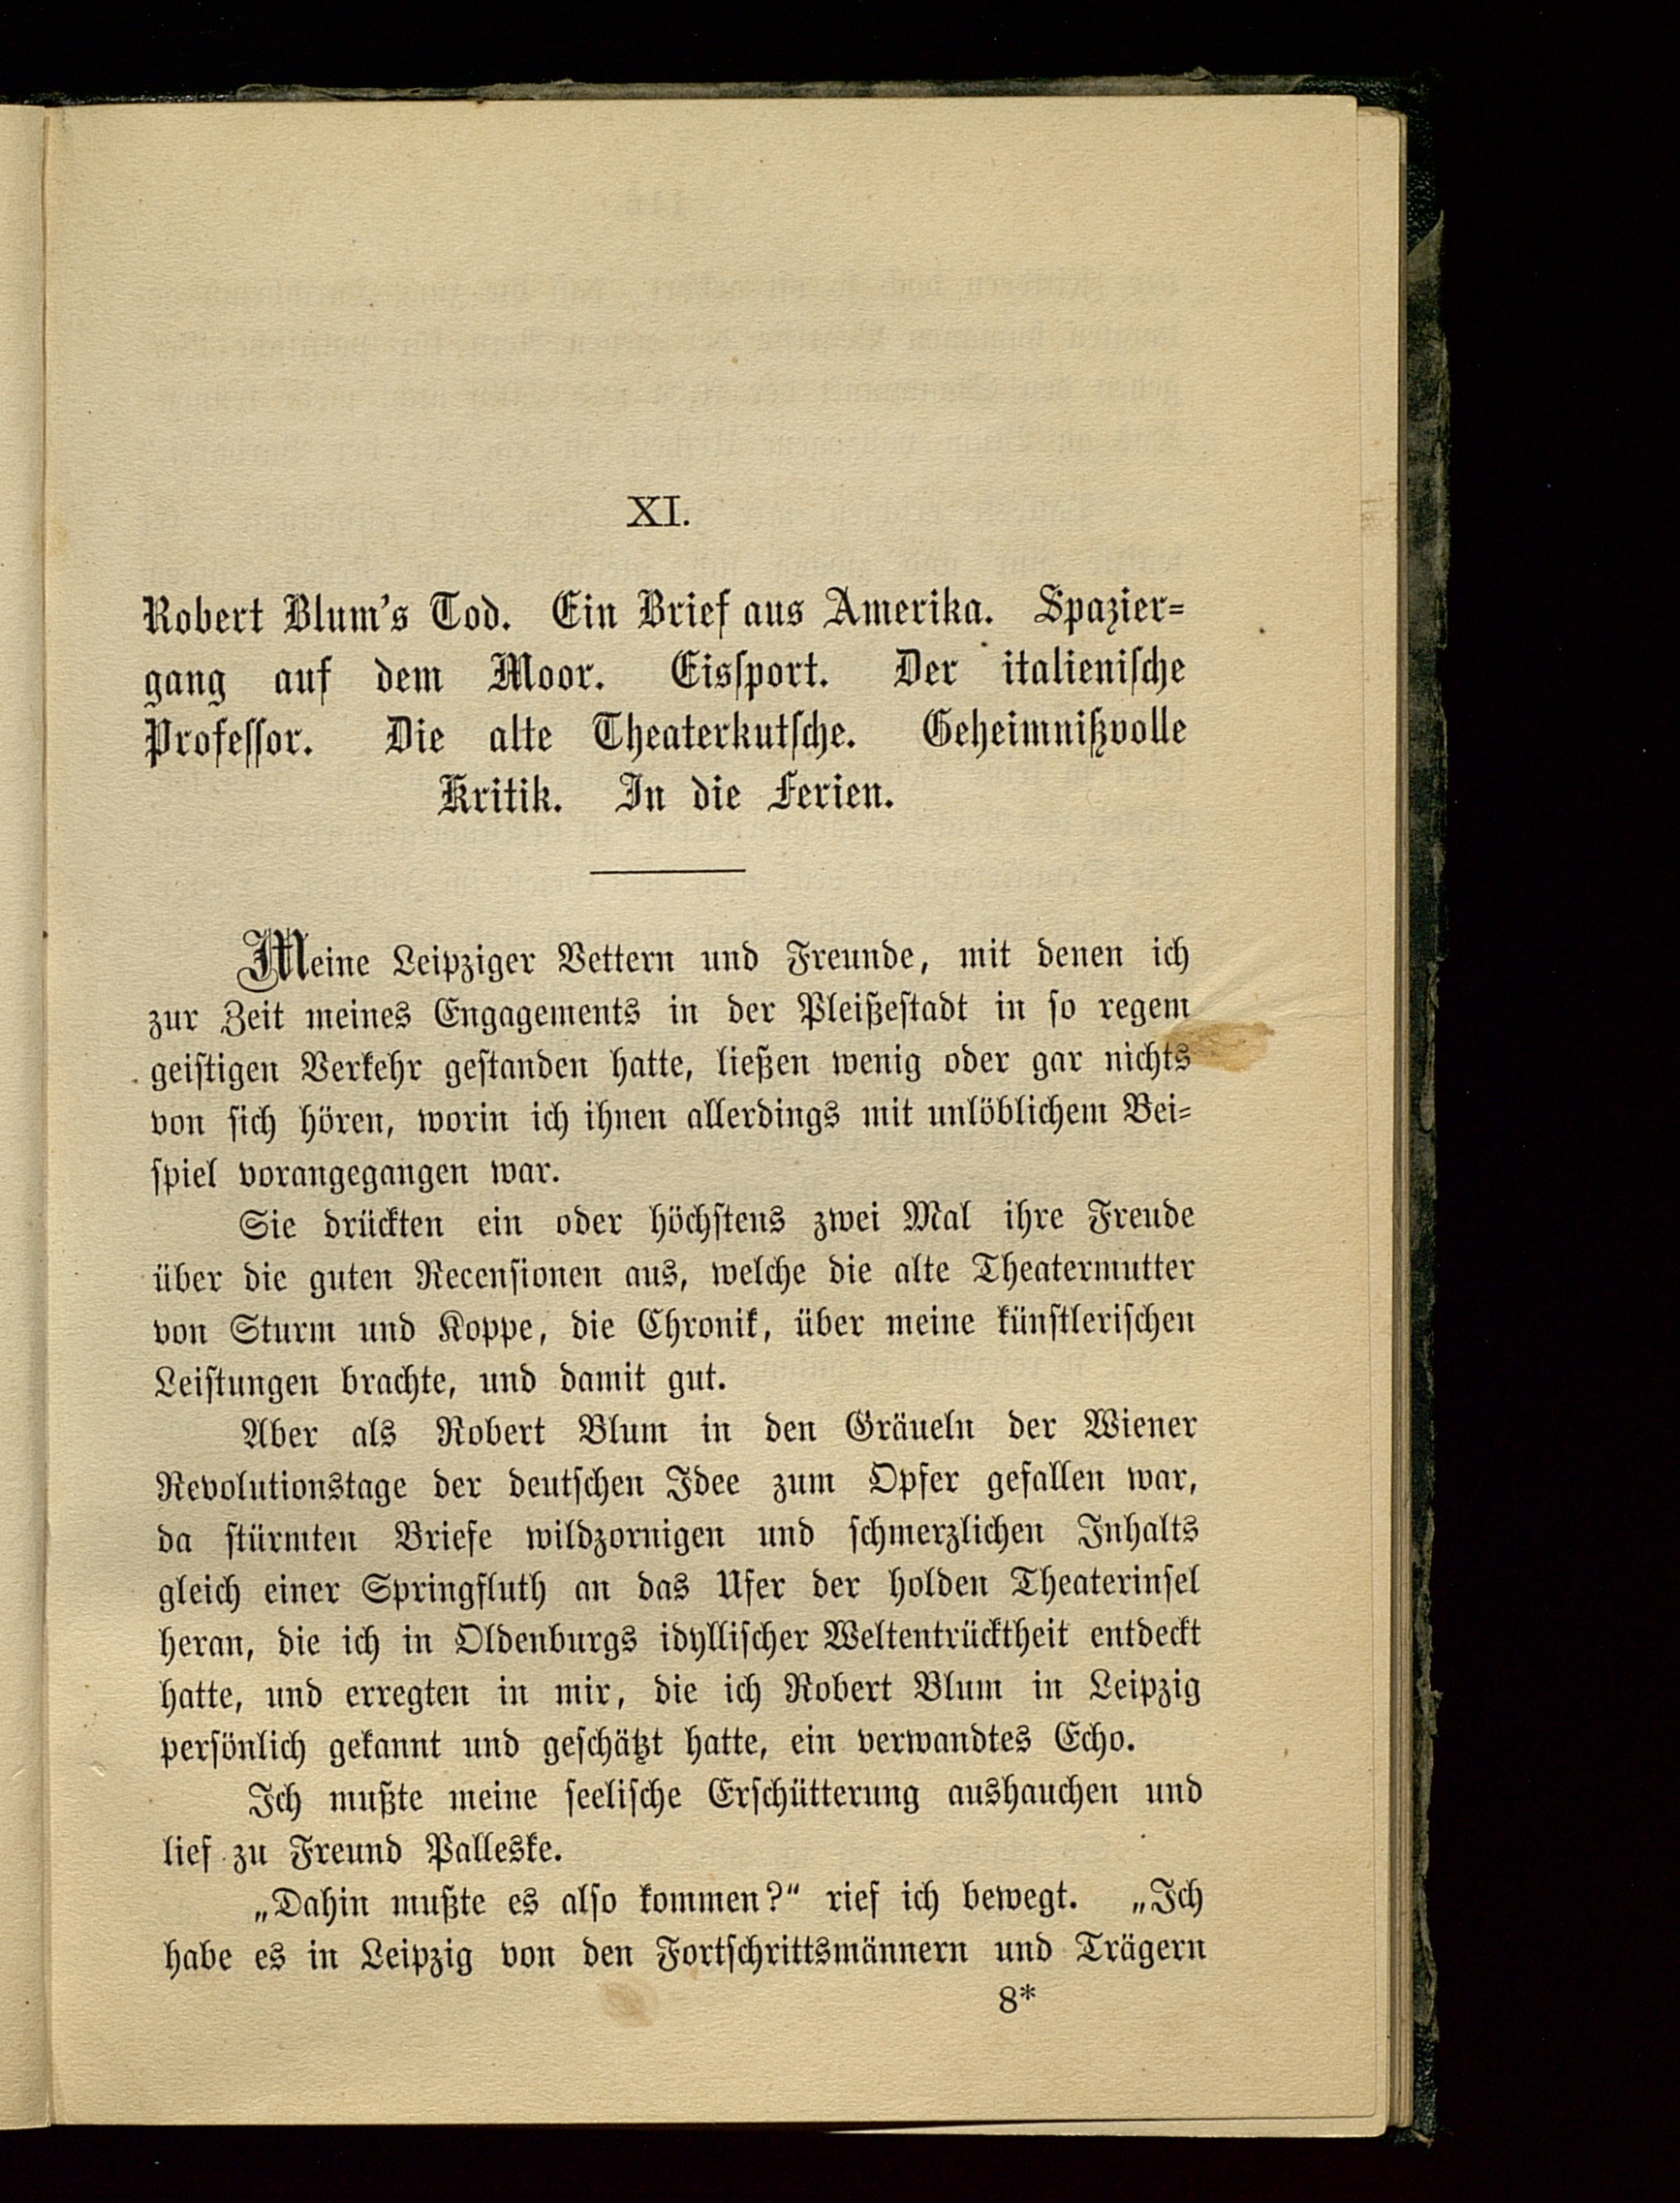 XI.
Robert Blum's Tod. Ein Brief aus Amerika. Spazier=
gang auf dem Moor. Eissport. Der italienische
Professor. Die alte Theaterkutsche. Geheimnißvolle
Kritik. In die Ferien.
Meine Leipziger Vettern und Freunde, mit denen ich
zur Zeit meines Engagements in der Pleißestadt in so regem
geistigen Verkehr gestanden hatte, ließen wenig oder gar nichts
von sich hören, worin ich ihnen allerdings mit unlöblichem Bei=
spiel vorangegangen war.
Sie drückten ein oder höchstens zwei Mal ihre Freude
über die guten Recensionen aus, welche die alte Theatermutter
von Sturm und Koppe, die Chronik, über meine künstlerischen
Leistungen brachte, und damit gut.
Aber als Robert Blum in den Gräueln der Wiener
Revolutionstage der deutschen Idee zum Opfer gefallen war,
da stürmten Briefe wildzornigen und schmerzlichen Inhalts
gleich einer Springfluth an das Ufer der holden Theaterinsel
heran, die ich in Oldenburgs idyllischer Weltentrücktheit entdeckt
hatte, und erregten in mir, die ich Robert Blum in Leipzig
persönlich gekannt und geschätzt hatte, ein verwandtes Echo.
Ich mußte meine seelische Erschütterung aushauchen und
lief zu Freund Palleske.
„Dahin mußte es also kommen?“ rief ich bewegt. „Ich
habe es in Leipzig von den Fortschrittsmännern und Trägern
8*